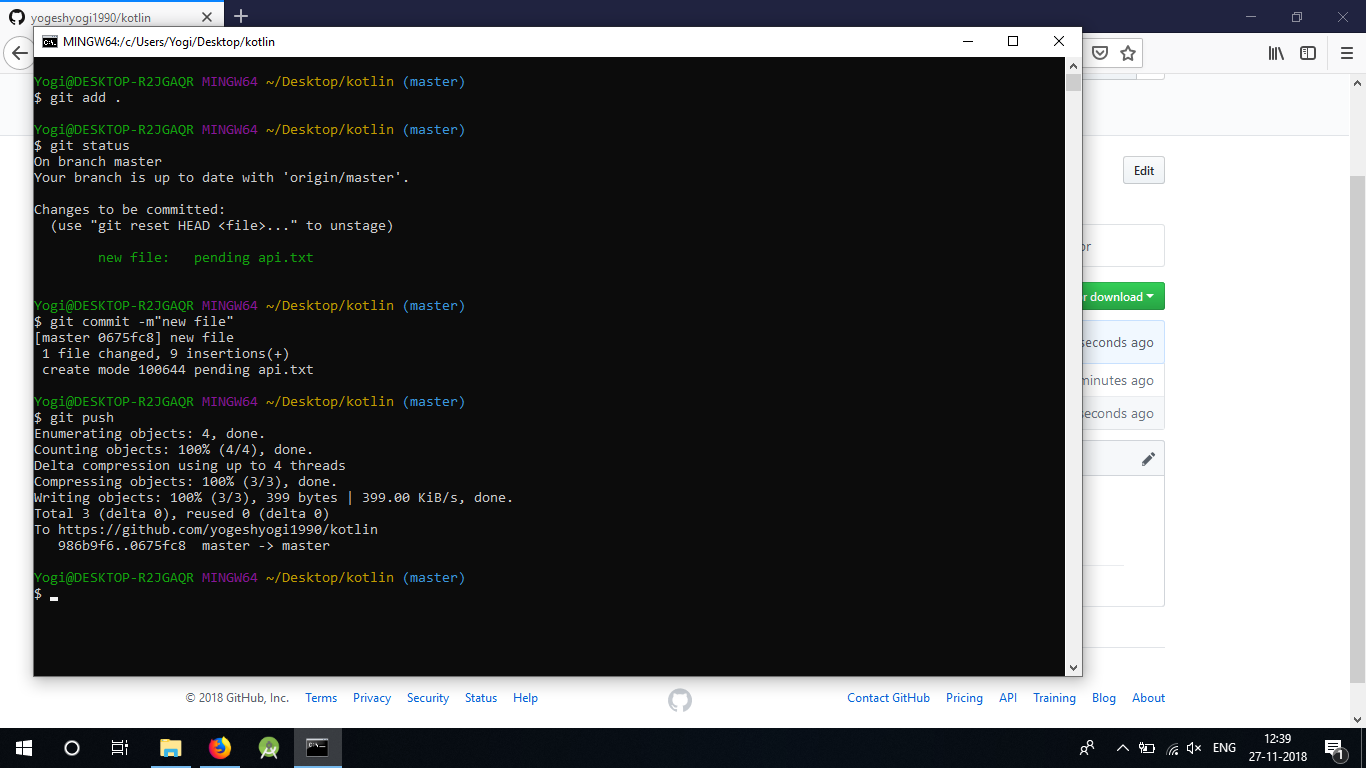 yogeshyogi1990/kotlin
MINGW64:/c/Users/Yogi/Desktop/kotlin
Yogi@DESKTOP-R2JGAQR MINGW64 ~/Desktop/kotlin (master)
$ git add .
Yogi@DESKTOP-R2JGAQR MINGW64 ~/Desktop/kotlin (master)
$ git status
On branch master
Your branch is up to date with 'origin/master'.
Changes to be committed:
(use "git reset HEAD <file>..." to unstage)
new file: pending api.txt
Yogi@DESKTOP-R2JGAQR MINGW64 ~/Desktop/kotlin (master)
$ git commit -m"new file"
[master 0675fc8] new file
1 file changed, 9 insertions(+)
create mode 100644 pending api.txt
Yogi@DESKTOP-R2JGAQR MINGW64 ~/Desktop/kotlin (master)
$ git push
Enumerating objects: 4, done.
Counting objects: 100% (4/4), done.
Delta compression using up to 4 threads
Compressing objects: 100% (3/3), done.
Writing objects: 100% (3/3), 399 bytes | 399.00 KiB/s, done.
Total 3 (delta 0), reused 0 (delta 0)
To https://github.com/yogeshyogi1990/kotlin
986b9f6..0675fc8 master -> master
Yogi@DESKTOP-R2JGAQR MINGW64 ~/Desktop/kotlin (master)
$
Edit
or
r download
seconds ago
minutes ago
seconds ago
© 2018 GitHub, Inc. Terms Privacy Security Status Help
Contact GitHub Pricing API Training Blog About
ENG
12:39
27-11-2018
1